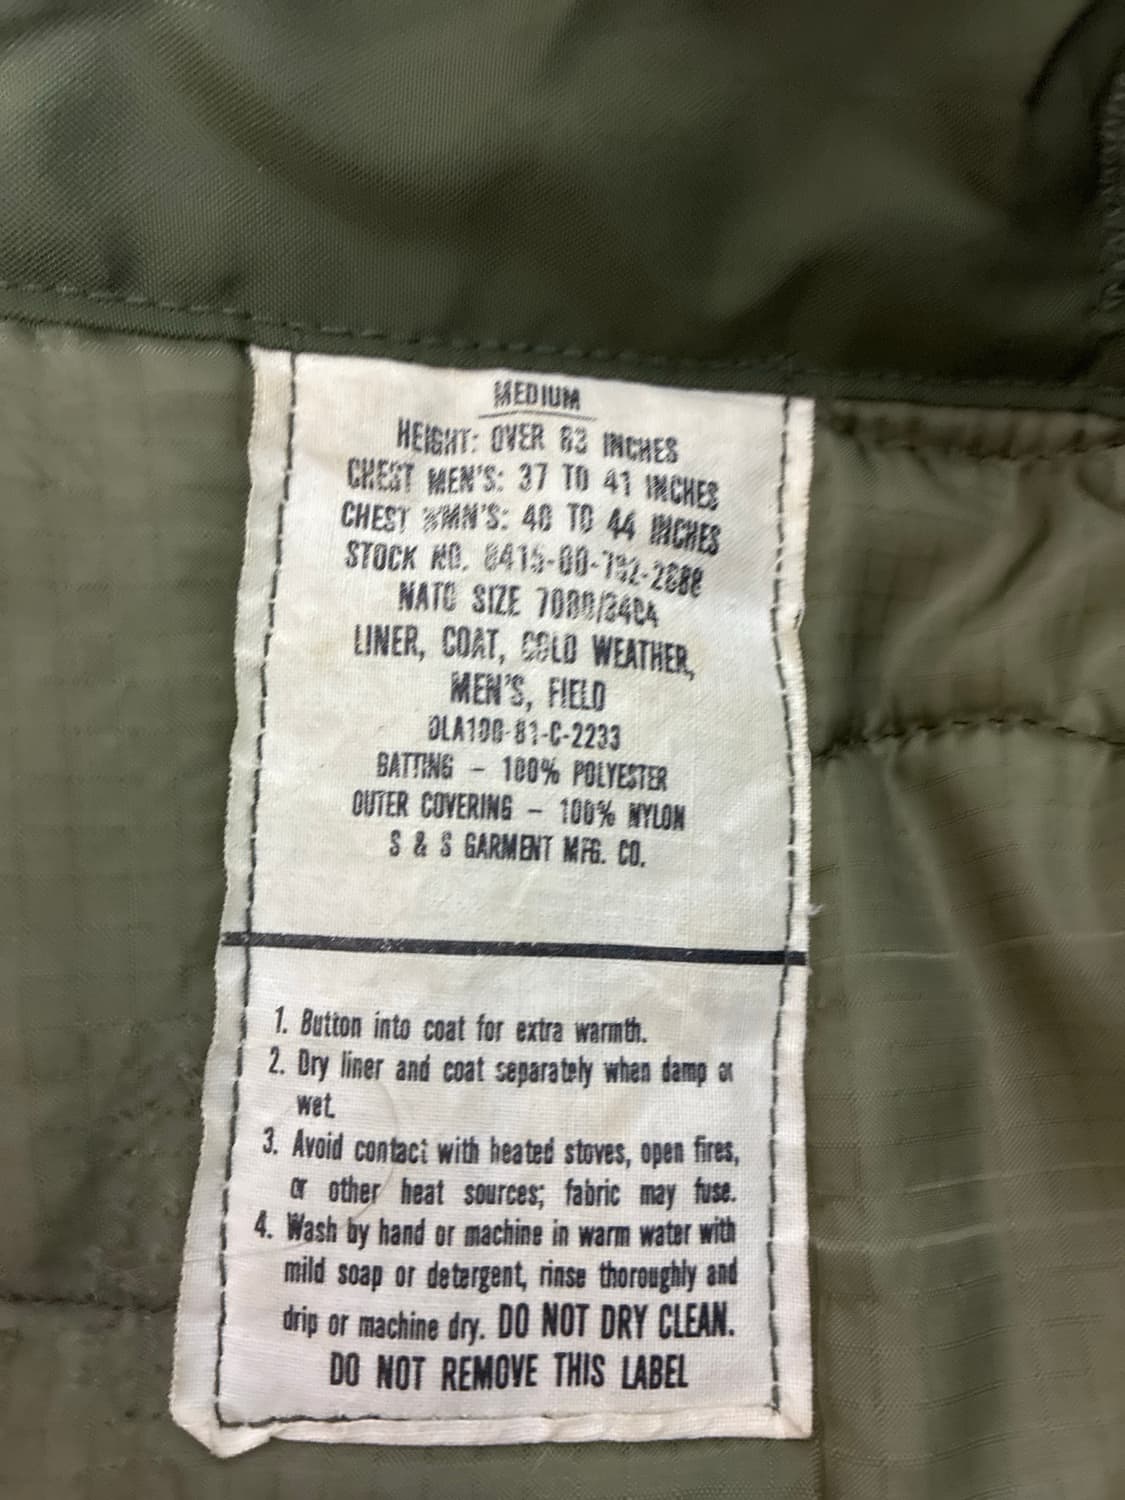 MEDIUM
HEIGHT: OVER 63 INCHES
CHEST MEN'S: 37 TO 41 INCHES
CHEST WMN'S: 40 TO 44 INCHES
STOCK NO. 8415-00-782-2888
NATO SIZE 7080/9404
LINER, COAT, COLD WEATHER,
MEN'S, FIELD
DLA100-81-C-2233
BATTING - 100% POLYESTER
OUTER COVERING - 100% NYLON
S & S GARMENT MFG. CO.
1. Button into coat for extra warmth.
2. Dry liner and coat separately when damp or
wet.
3. Avoid contact with heated stoves, open fires,
or other heat sources; fabric may fuse.
4. Wash by hand or machine in warm water with
mild soap or detergent, rinse thoroughly and
drip or machine dry. DO NOT DRY CLEAN.
DO NOT REMOVE THIS LABEL